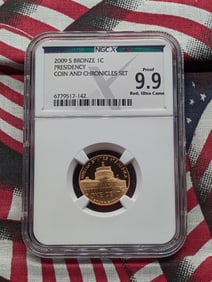 NGCX
2009 S BRONZE 1C
PRESIDENCY
COIN AND CHRONICLES SET
6779517-142
Proof
9.9
Red, Ultra Cameo